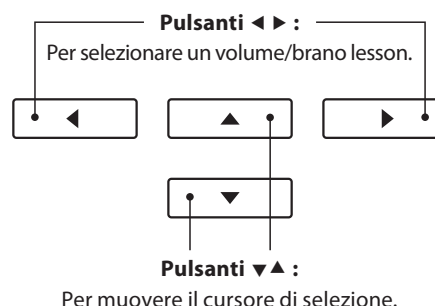 Pulsanti ◀ ▶ :
Per selezionare un volume/brano lesson.
Pulsanti ▼▲ :
Per muovere il cursore di selezione.